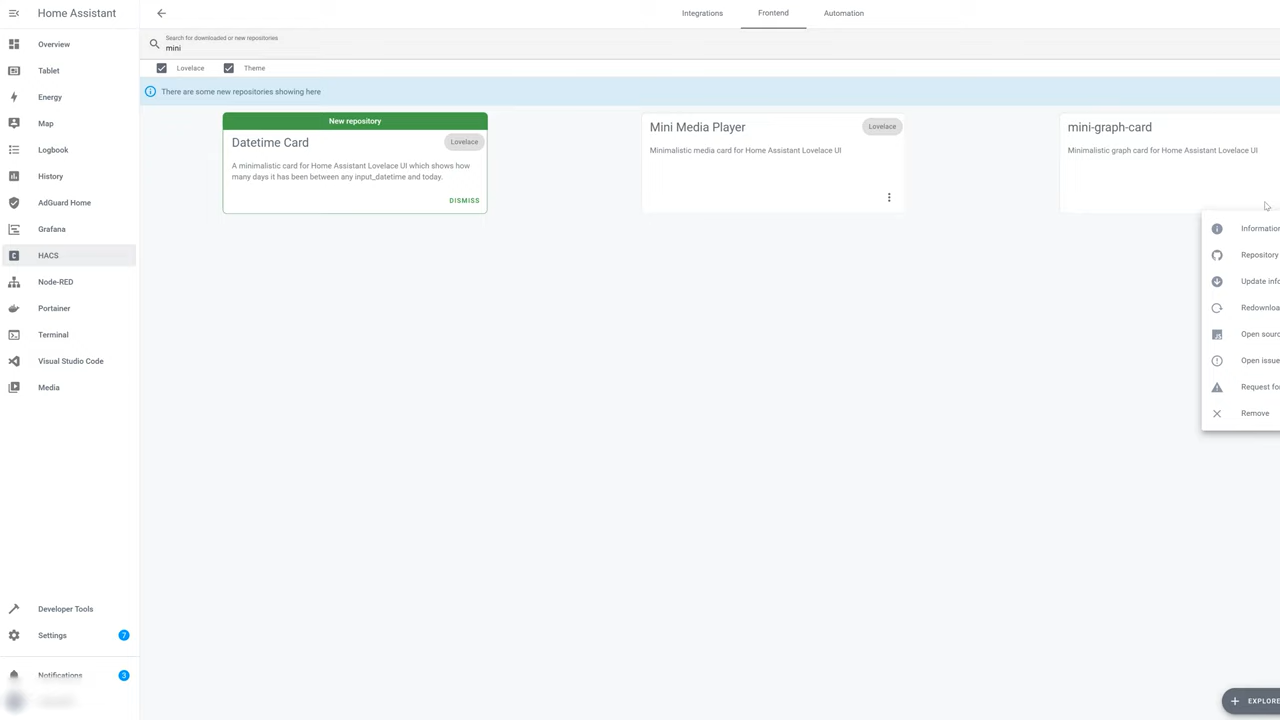 Home Assistant
Integrations
Frontend
Automation
Overview
Tablet
Energy
Map
Logbook
History
AdGuard Home
Grafana
HACS
Node-RED
Portainer
Terminal
Visual Studio Code
Media
Developer Tools
Settings 7
Notifications 3
Search for downloaded or new repositories
mini
Lovelace
Theme
There are some new repositories showing here
New repository
Datetime Card
Lovelace
A minimalistic card for Home Assistant Lovelace UI which shows how
many days it has been between any input_datetime and today.
DISMISS
Mini Media Player
Lovelace
Minimalistic media card for Home Assistant Lovelace UI
mini-graph-card
Minimalistic graph card for Home Assistant Lovelace UI
Information
Repository
Update info
Redownloa
Open sourc
Open issue
Request for
Remove
EXPLORE